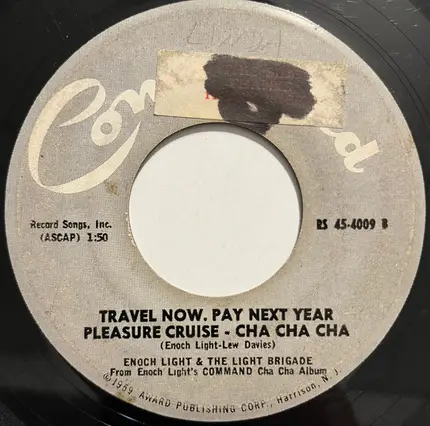 Command
Record Songs, Inc.
(ASCAP) 1:50
RS 45-4009 B
TRAVEL NOW. PAY NEXT YEAR
PLEASURE CRUISE - CHA CHA CHA
(Enoch Light-Lew Davies)
ENOCH LIGHT & THE LIGHT BRIGADE
From Enoch Light's COMMAND Cha Cha Album
©1959 AWARD PUBLISHING CORP., Harrison, N. J.